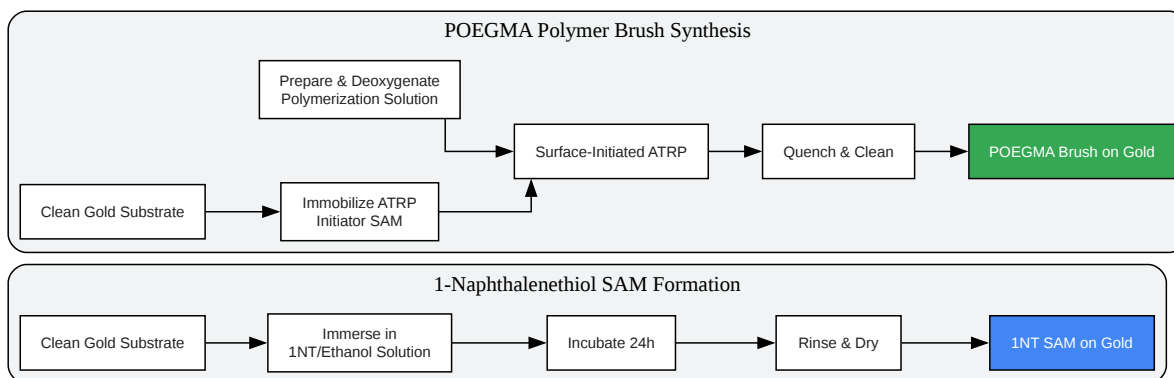 POEGMA Polymer Brush Synthesis
Prepare & Deoxygenate
Polymerization Solution
Surface-Initiated ATRP
Quench & Clean
POEGMA Brush on Gold
Clean Gold Substrate
Immobilize ATRP
Initiator SAM
1-Naphthalenethiol SAM Formation
Clean Gold Substrate
Immerse in
1NT/Ethanol Solution
Incubate 24h
Rinse & Dry
1NT SAM on Gold